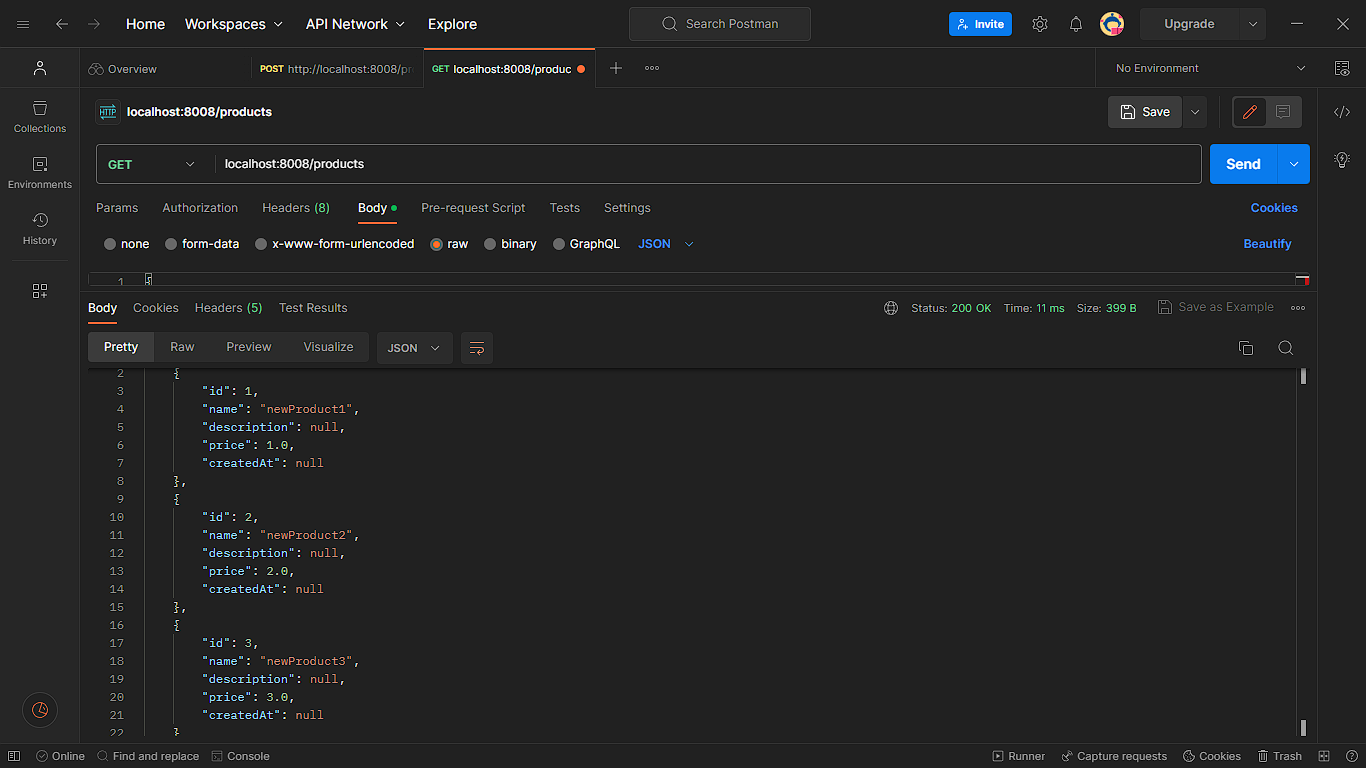 Home Workspaces API Network Explore Search Postman Invite Upgrade
Overview POST http://localhost:8008/pr GET localhost:8008/produc No Environment
HTTP localhost:8008/products Save
Collections
GET localhost:8008/products Send
Environments
Params Authorization Headers (8) Body Pre-request Script Tests Settings Cookies
History
none form-data x-www-form-urlencoded raw binary GraphQL JSON Beautify
1 {
Body Cookies Headers (5) Test Results Status: 200 OK Time: 11 ms Size: 399 B Save as Example
Pretty Raw Preview Visualize JSON
2 {
3 "id": 1,
4 "name": "newProduct1",
5 "description": null,
6 "price": 1.0,
7 "createdAt": null
8 },
9 {
10 "id": 2,
11 "name": "newProduct2",
12 "description": null,
13 "price": 2.0,
14 "createdAt": null
15 },
16 {
17 "id": 3,
18 "name": "newProduct3",
19 "description": null,
20 "price": 3.0,
21 "createdAt": null
22 }
Online Find and replace Console Runner Capture requests Cookies Trash